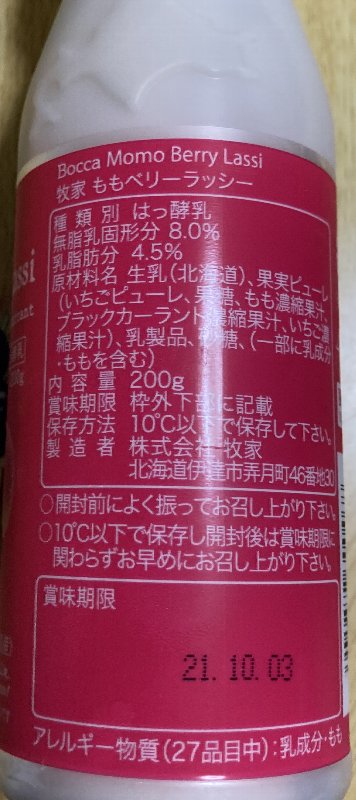 Bocca Momo Berry Lassi
牧家 ももベリーラッシー
種類別 はっ酵乳
無脂乳固形分 8.0%
乳脂肪分 4.5%
原材料名 生乳(北海道)、果実ピューレ
(いちごピューレ、果糖、もも濃縮果汁、
ブラックカーラント濃縮果汁、いちご濃
縮果汁)、乳製品、砂糖、(一部に乳成分
・ももを含む)
内容量 200g
賞味期限 枠外下部に記載
保存方法 10℃以下で保存して下さい。
製造者 株式会社 牧家
北海道伊達市弄月町46番地30
○開封前によく振ってお召し上がり下さい。
○10℃以下で保存し開封後は賞味期限に
関わらずお早めにお召し上がり下さい。
賞味期限
21.10.03
アレルギー物質(27品目中):乳成分・もも